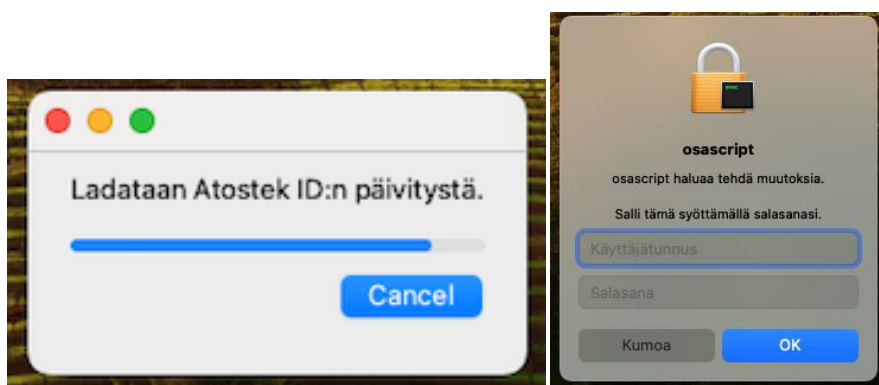 Ladataan Atostek ID:n päivitystä.
Cancel
osascript
osascript haluaa tehdä muutoksia.
Salli tämä syöttämällä salasanasi.
Käyttäjätunnus
Salasana
Kumoa
OK